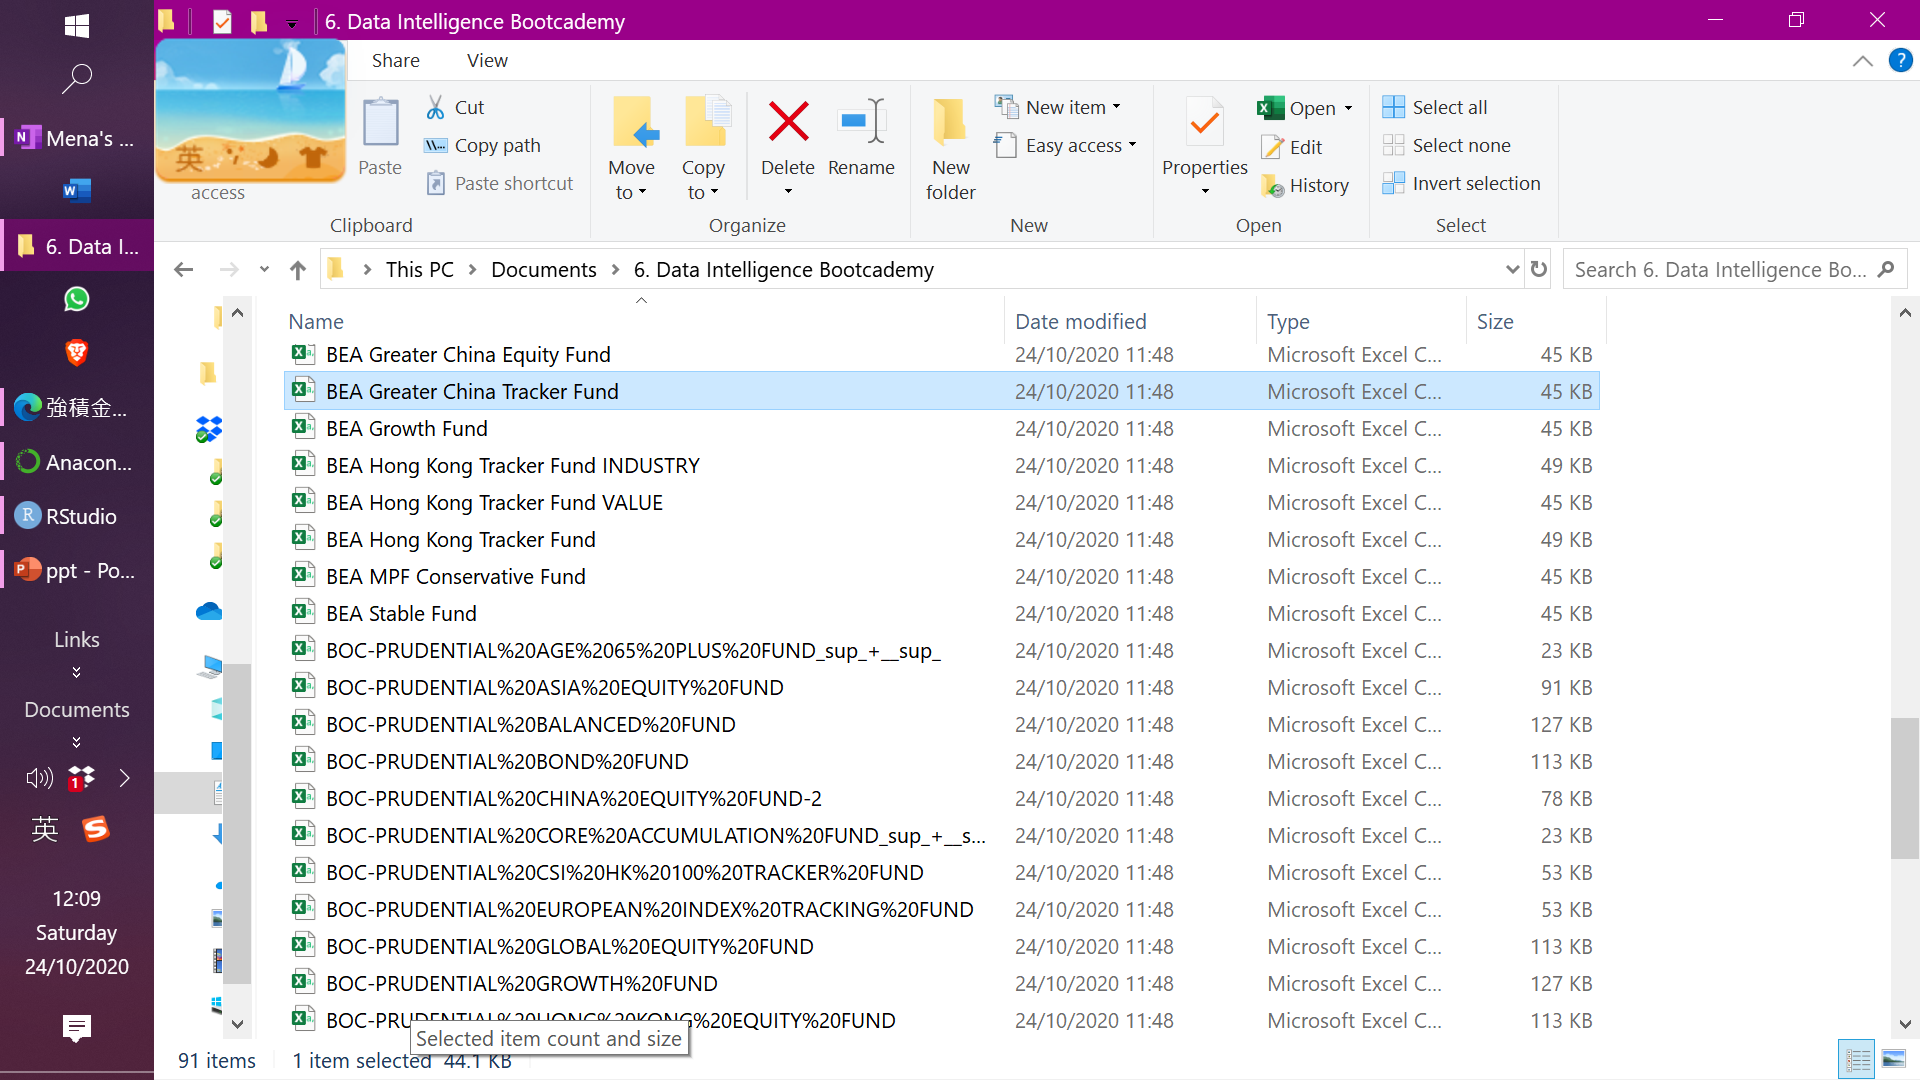 6. Data Intelligence Bootcademy
Share
View
Mena's ...
6. Data I...
強積金...
Anacon...
RStudio
ppt - Po...
Links
Documents
1
英
12:09
Saturday
24/10/2020
英
access
Paste
Cut
Copy path
Paste shortcut
Clipboard
Move to
Copy to
Delete
Rename
Organize
New folder
New item
Easy access
New
Properties
Open
Edit
History
Open
Select all
Select none
Invert selection
Select
This PC > Documents > 6. Data Intelligence Bootcademy
Search 6. Data Intelligence Bo...
Name Date modified Type Size
BEA Greater China Equity Fund 24/10/2020 11:48 Microsoft Excel C... 45 KB
BEA Greater China Tracker Fund 24/10/2020 11:48 Microsoft Excel C... 45 KB
BEA Growth Fund 24/10/2020 11:48 Microsoft Excel C... 45 KB
BEA Hong Kong Tracker Fund INDUSTRY 24/10/2020 11:48 Microsoft Excel C... 49 KB
BEA Hong Kong Tracker Fund VALUE 24/10/2020 11:48 Microsoft Excel C... 45 KB
BEA Hong Kong Tracker Fund 24/10/2020 11:48 Microsoft Excel C... 49 KB
BEA MPF Conservative Fund 24/10/2020 11:48 Microsoft Excel C... 45 KB
BEA Stable Fund 24/10/2020 11:48 Microsoft Excel C... 45 KB
BOC-PRUDENTIAL%20AGE%2065%20PLUS%20FUND_sup_+__sup_ 24/10/2020 11:48 Microsoft Excel C... 23 KB
BOC-PRUDENTIAL%20ASIA%20EQUITY%20FUND 24/10/2020 11:48 Microsoft Excel C... 91 KB
BOC-PRUDENTIAL%20BALANCED%20FUND 24/10/2020 11:48 Microsoft Excel C... 127 KB
BOC-PRUDENTIAL%20BOND%20FUND 24/10/2020 11:48 Microsoft Excel C... 113 KB
BOC-PRUDENTIAL%20CHINA%20EQUITY%20FUND-2 24/10/2020 11:48 Microsoft Excel C... 78 KB
BOC-PRUDENTIAL%20CORE%20ACCUMULATION%20FUND_sup_+__s... 24/10/2020 11:48 Microsoft Excel C... 23 KB
BOC-PRUDENTIAL%20CSI%20HK%20100%20TRACKER%20FUND 24/10/2020 11:48 Microsoft Excel C... 53 KB
BOC-PRUDENTIAL%20EUROPEAN%20INDEX%20TRACKING%20FUND 24/10/2020 11:48 Microsoft Excel C... 53 KB
BOC-PRUDENTIAL%20GLOBAL%20EQUITY%20FUND 24/10/2020 11:48 Microsoft Excel C... 113 KB
BOC-PRUDENTIAL%20GROWTH%20FUND 24/10/2020 11:48 Microsoft Excel C... 127 KB
BOC-PRUDENTIAL%20HONG%20KONG%20EQUITY%20FUND 24/10/2020 11:48 Microsoft Excel C... 113 KB
Selected item count and size
91 items 1 item selected 44.1 KB